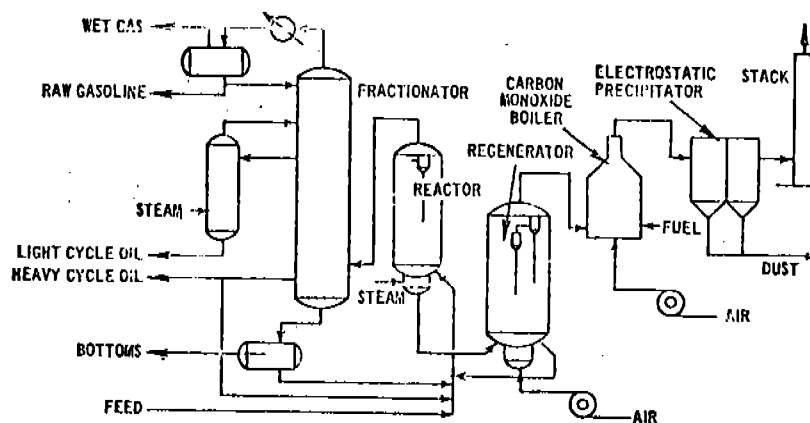 WET GAS
RAW GASOLINE
FRACTIONATOR
CARBON
MONOXIDE
BOILER
ELECTROSTATIC
PRECIPITATOR
STACK
REGENERATOR
REACTOR
STEAM
LIGHT CYCLE OIL
HEAVY CYCLE OIL
STEAM
FUEL
DUST
AIR
BOTTOMS
FEED
AIR